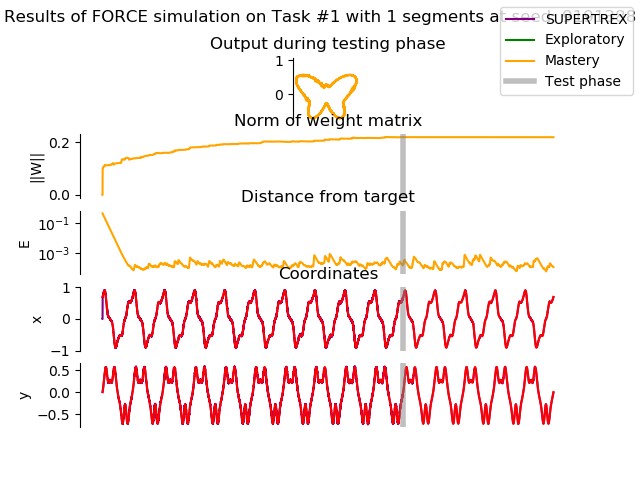 Results of FORCE simulation on Task #1 with 1 segments at seed
SUPERTREX
Exploratory
Mastery
Test phase
Output during testing phase
1
0
Norm of weight matrix
||W||
0.2
0.0
Distance from target
E
10⁻¹
10⁻³
Coordinates
x
1
0
−1
y
0.5
0.0
−0.5